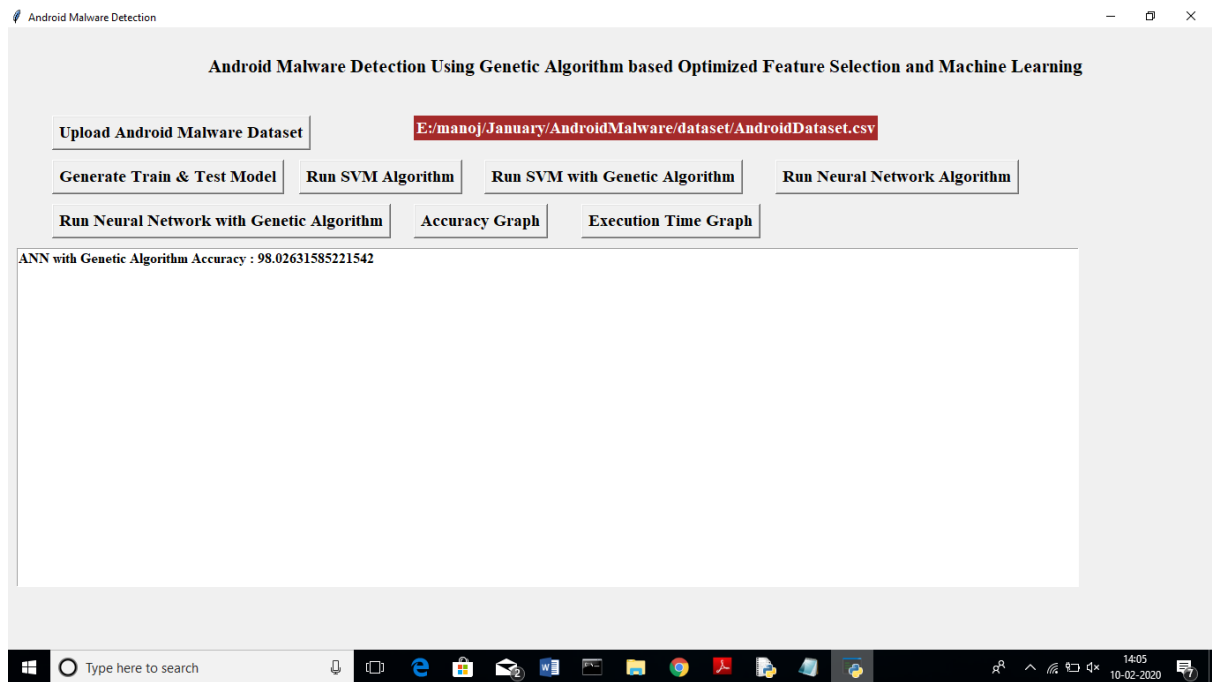 Android Malware Detection
Android Malware Detection Using Genetic Algorithm based Optimized Feature Selection and Machine Learning
Upload Android Malware Dataset
E:/manoj/January/AndroidMalware/dataset/AndroidDataset.csv
Generate Train & Test Model
Run SVM Algorithm
Run SVM with Genetic Algorithm
Run Neural Network Algorithm
Run Neural Network with Genetic Algorithm
Accuracy Graph
Execution Time Graph
ANN with Genetic Algorithm Accuracy : 98.02631585221542
Type here to search
2
14:05
10-02-2020
7